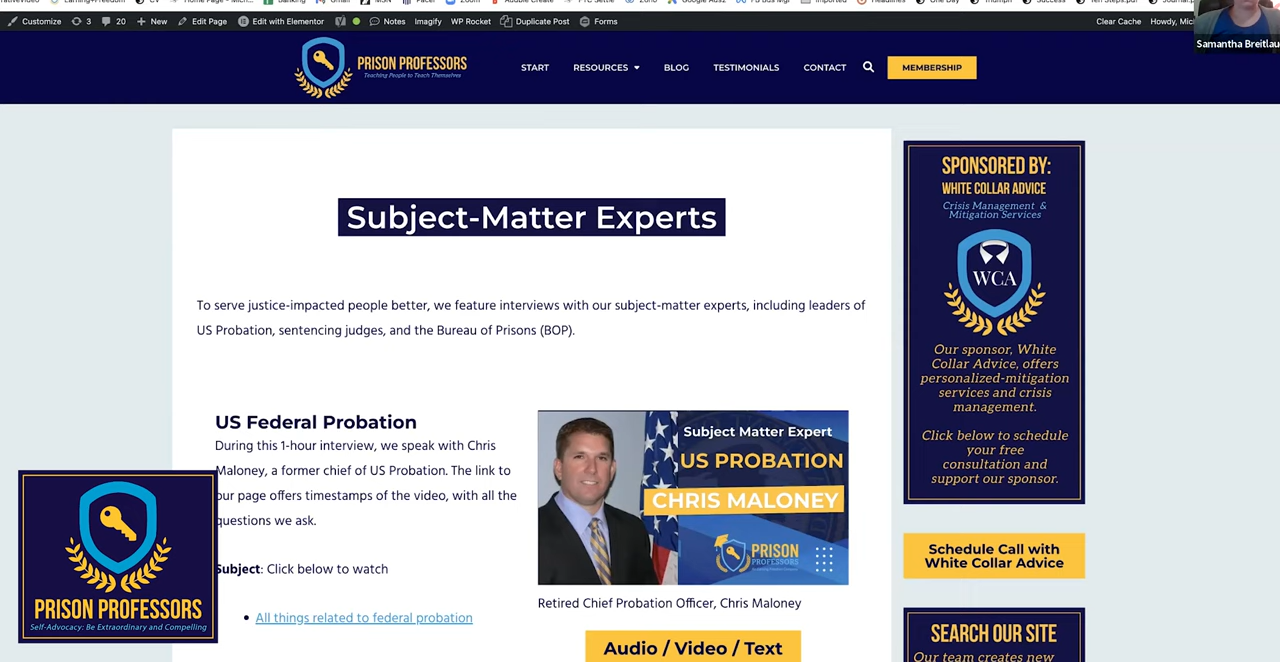 Customize 3 20 New Edit Page Edit with Elementor Notes Imagify WP Rocket Duplicate Post Forms Clear Cache Howdy,
Samantha Breitlau
PRISON PROFESSORS
Teaching People to Teach Themselves
START RESOURCES BLOG TESTIMONIALS CONTACT MEMBERSHIP
Subject-Matter Experts
To serve justice-impacted people better, we feature interviews with our subject-matter experts, including leaders of
US Probation, sentencing judges, and the Bureau of Prisons (BOP).
US Federal Probation
During this 1-hour interview, we speak with Chris
Maloney, a former chief of US Probation. The link to
our page offers timestamps of the video, with all the
questions we ask.
Subject: Click below to watch
All things related to federal probation
Subject Matter Expert
US PROBATION
CHRIS MALONEY
PRISON
PROFESSORS
Retired Chief Probation Officer, Chris Maloney
Audio / Video / Text
SPONSORED BY:
WHITE COLLAR ADVICE
Crisis Management &
Mitigation Services
WCA
Our sponsor, White
Collar Advice, offers
personalized-mitigation
services and crisis
management.
Click below to schedule
your free
consultation and
support our sponsor.
Schedule Call with
White Collar Advice
SEARCH OUR SITE
Our team creates new
PRISON PROFESSORS
Self-Advocacy: Be Extraordinary and Compelling